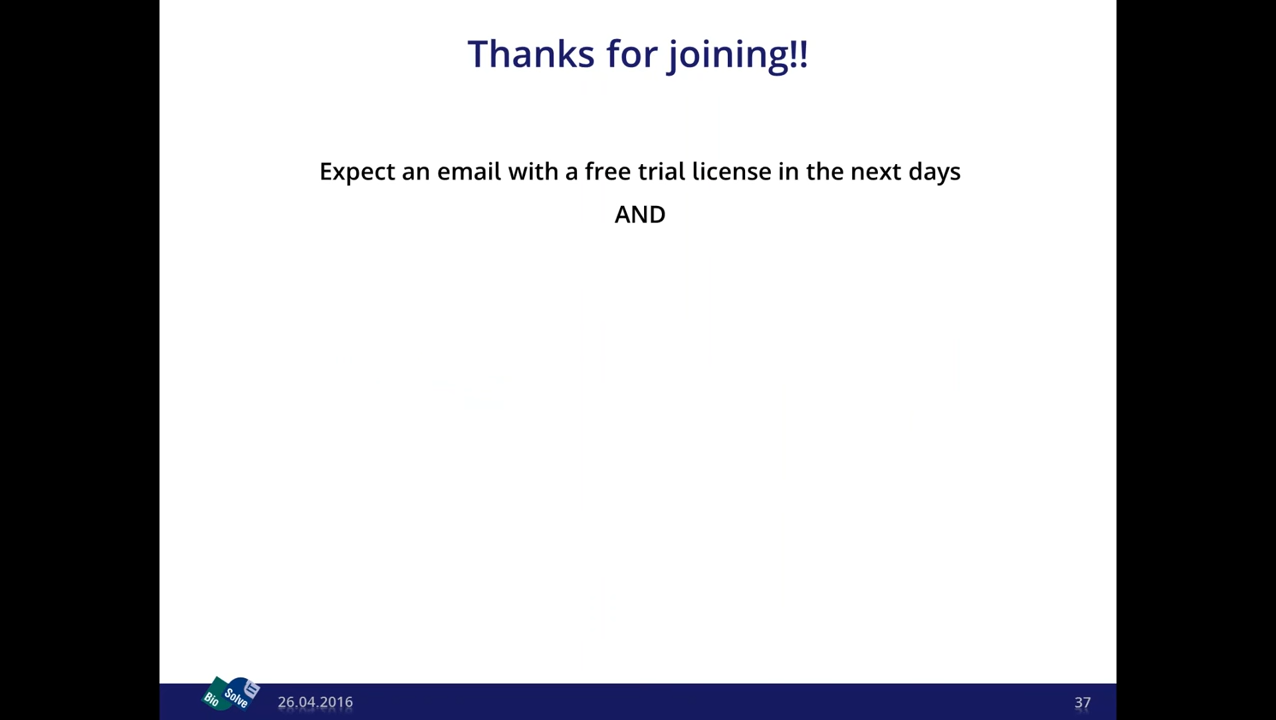 Thanks for joining!!
Expect an email with a free trial license in the next days
AND
Bio
Solve
26.04.2016
37